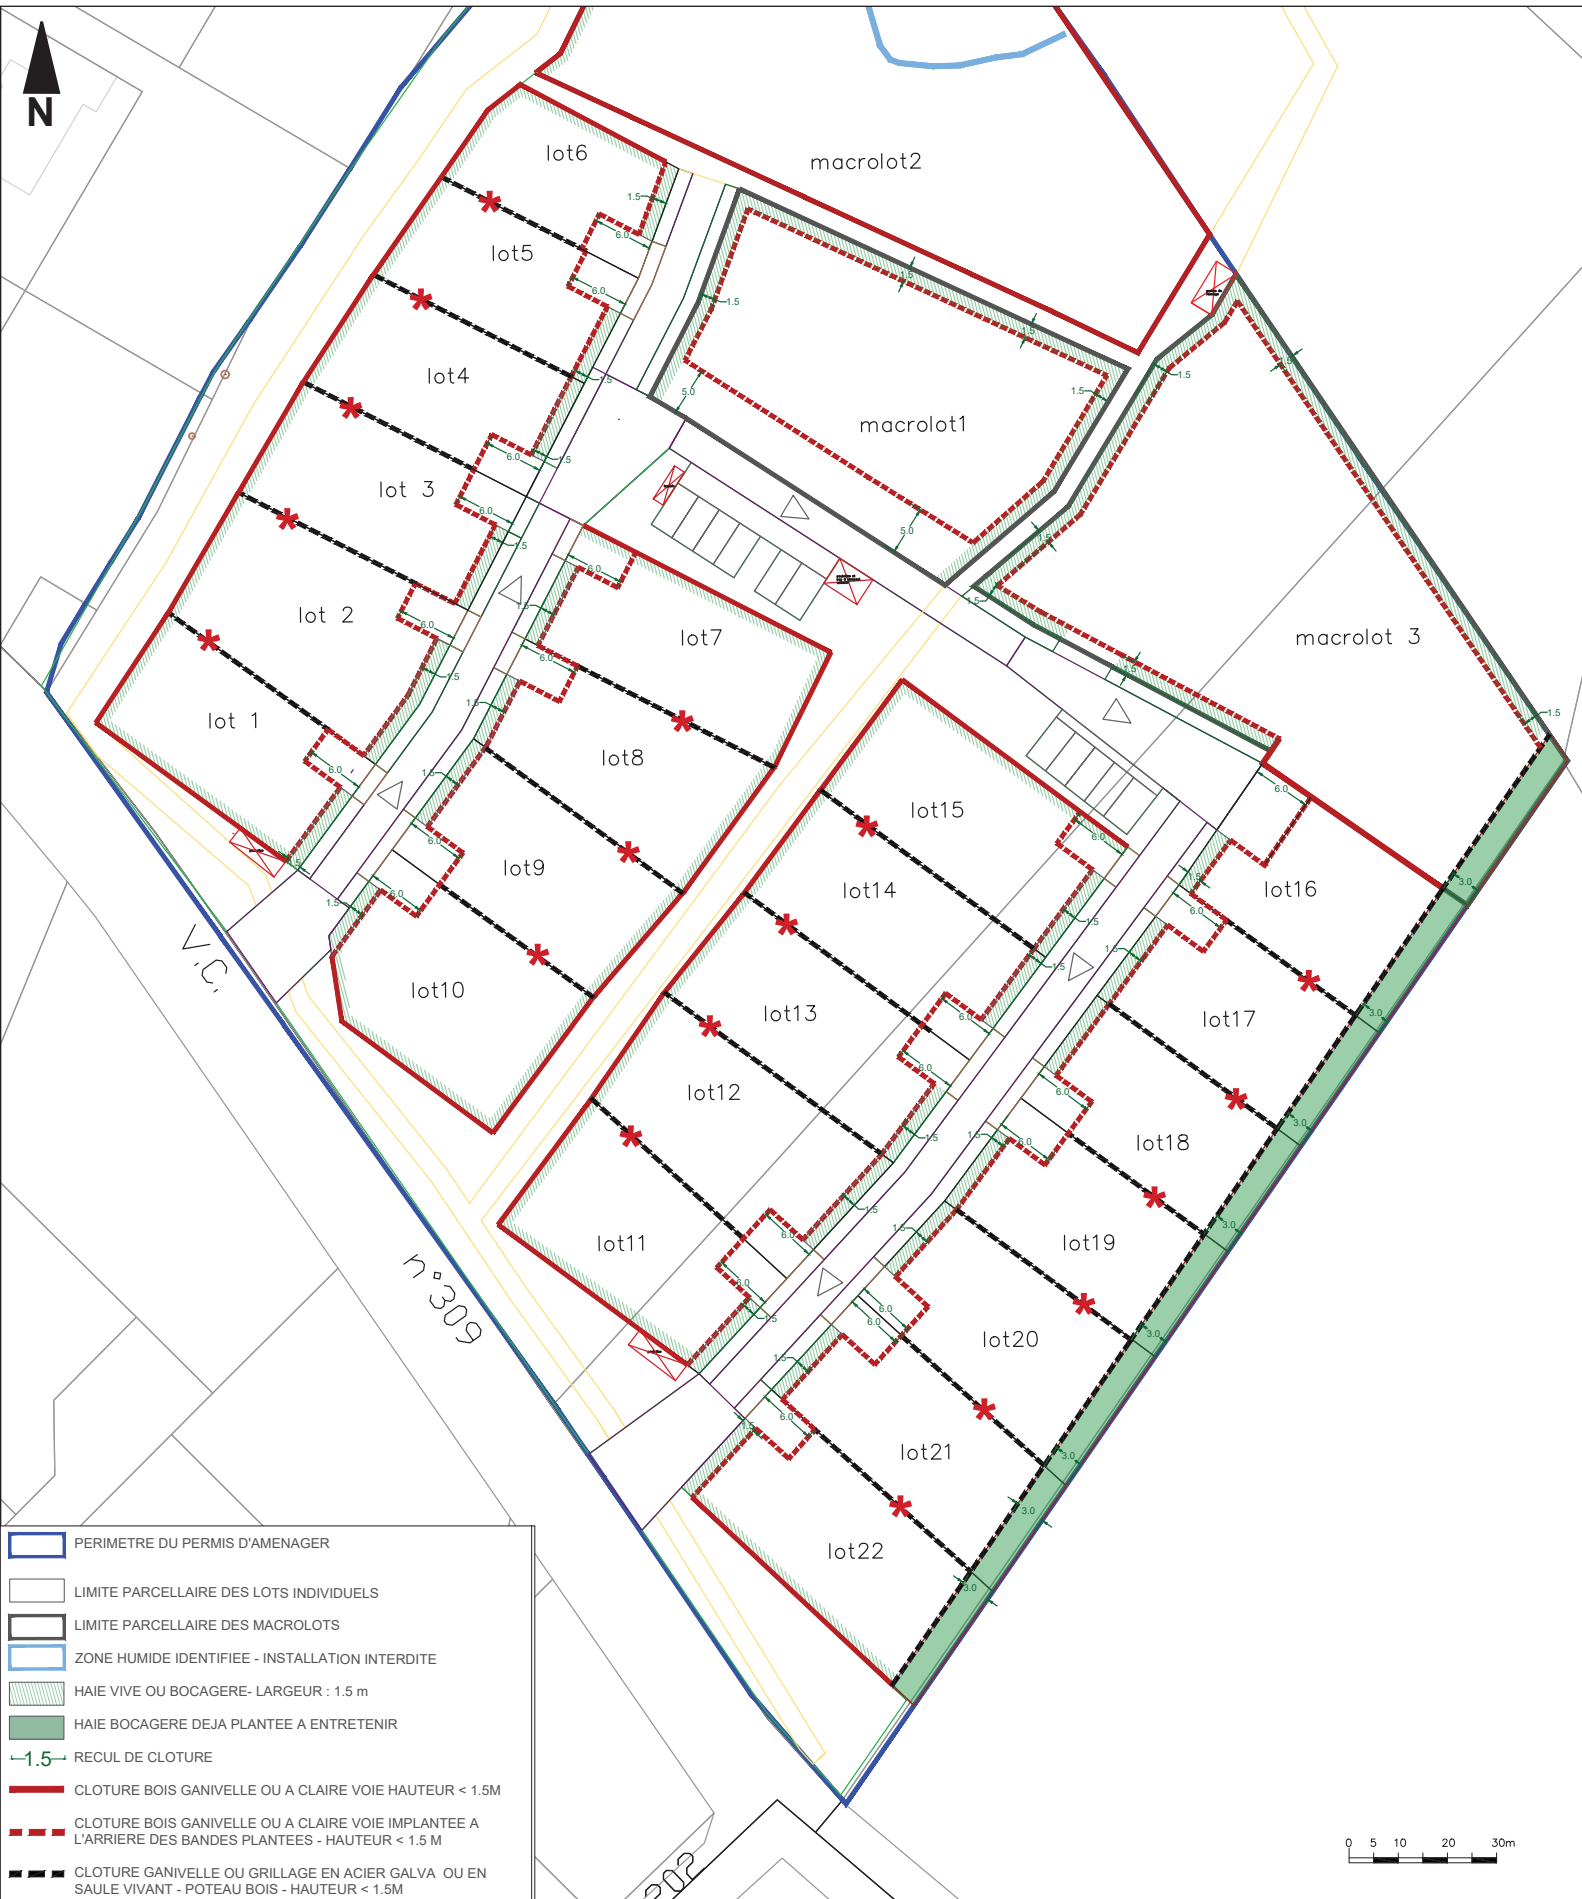 N
lot6
macrolot2
lot5
lot4
macrolot1
lot 3
lot 2
lot7
macrolot 3
lot 1
lot8
lot15
lot9
lot14
lot16
lot10
lot13
lot17
lot12
lot18
lot11
lot19
lot20
lot21
lot22
V.C.
n°309
202
PERIMETRE DU PERMIS D'AMENAGER
LIMITE PARCELLAIRE DES LOTS INDIVIDUELS
LIMITE PARCELLAIRE DES MACROLOTS
ZONE HUMIDE IDENTIFIEE - INSTALLATION INTERDITE
HAIE VIVE OU BOCAGERE- LARGEUR : 1.5 m
HAIE BOCAGERE DEJA PLANTEE A ENTRETENIR
1.5 RECUL DE CLOTURE
CLOTURE BOIS GANIVELLE OU A CLAIRE VOIE HAUTEUR < 1.5M
CLOTURE BOIS GANIVELLE OU A CLAIRE VOIE IMPLANTEE A
L'ARRIERE DES BANDES PLANTEES - HAUTEUR < 1.5 M
CLOTURE GANIVELLE OU GRILLAGE EN ACIER GALVA OU EN
SAULE VIVANT - POTEAU BOIS - HAUTEUR < 1.5M
0 5 10 20 30m